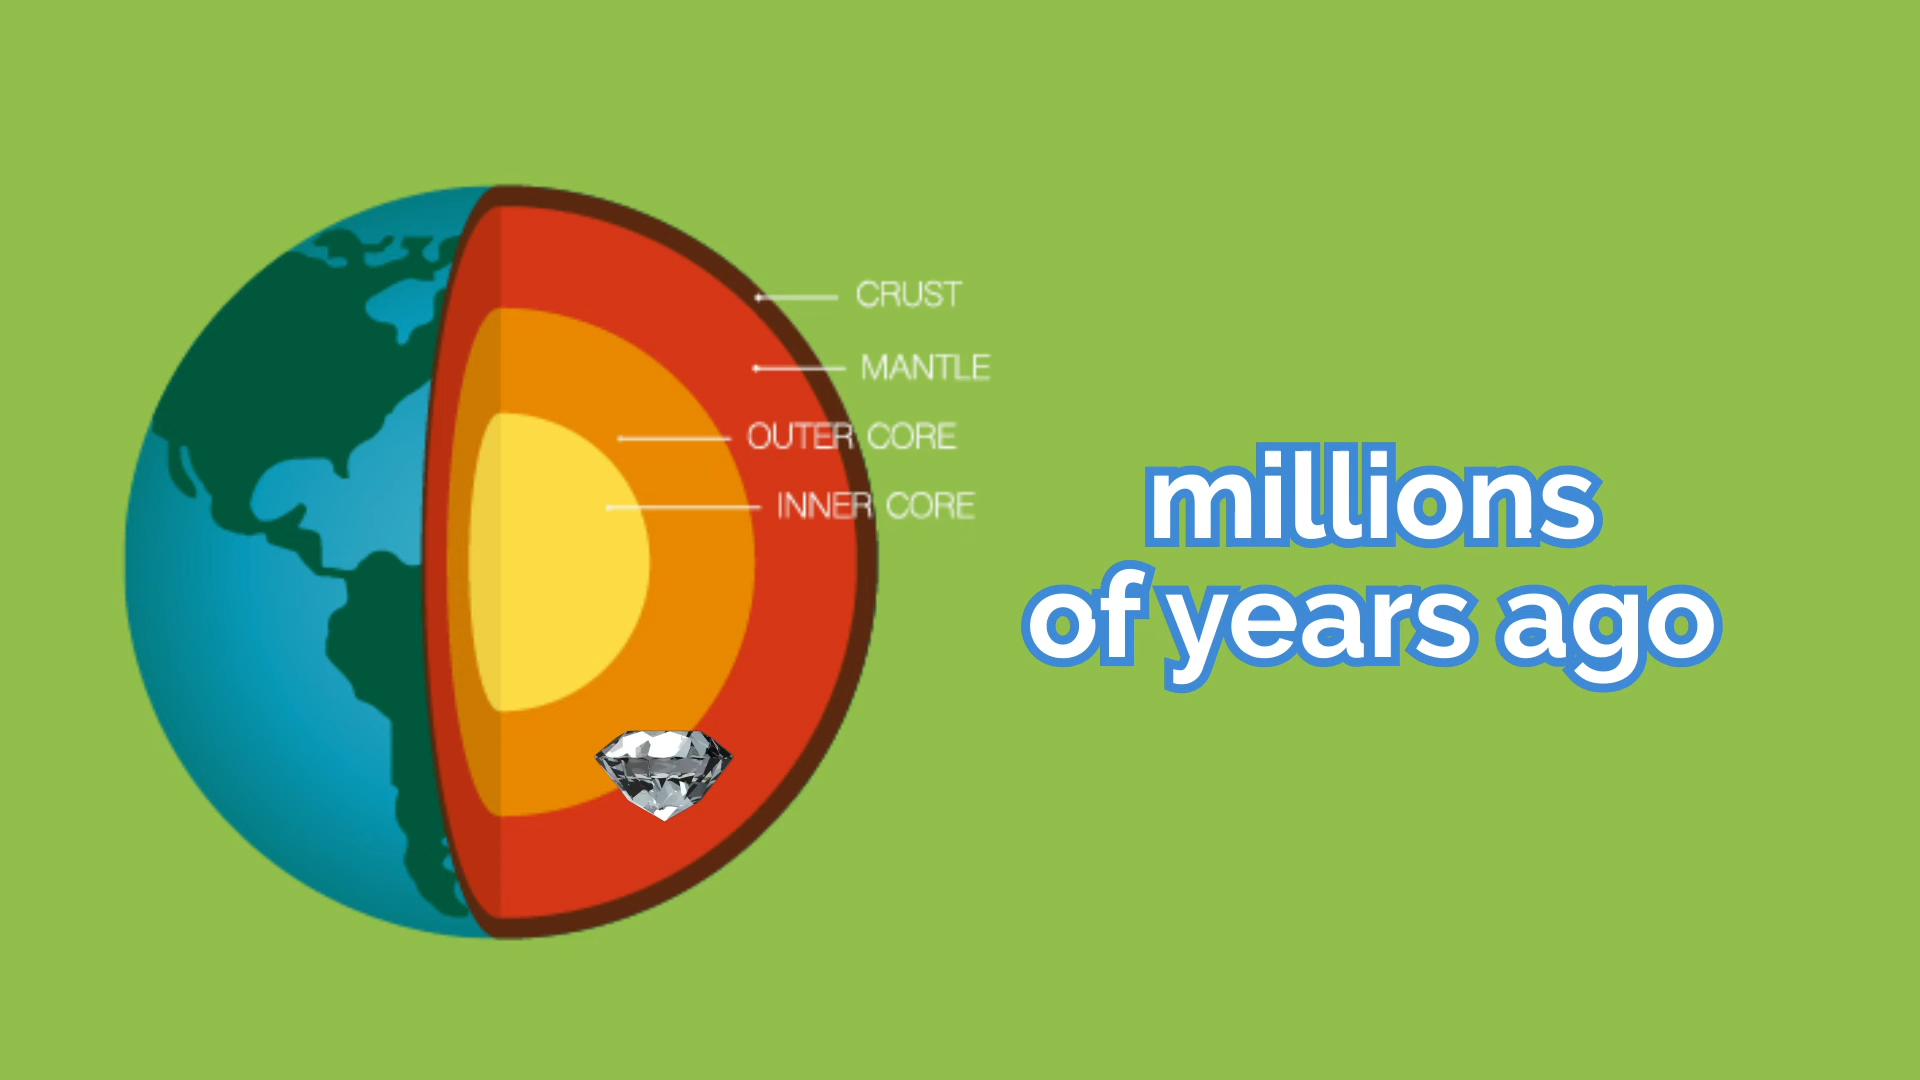 CRUST
MANTLE
OUTER CORE
INNER CORE
millions
of years ago